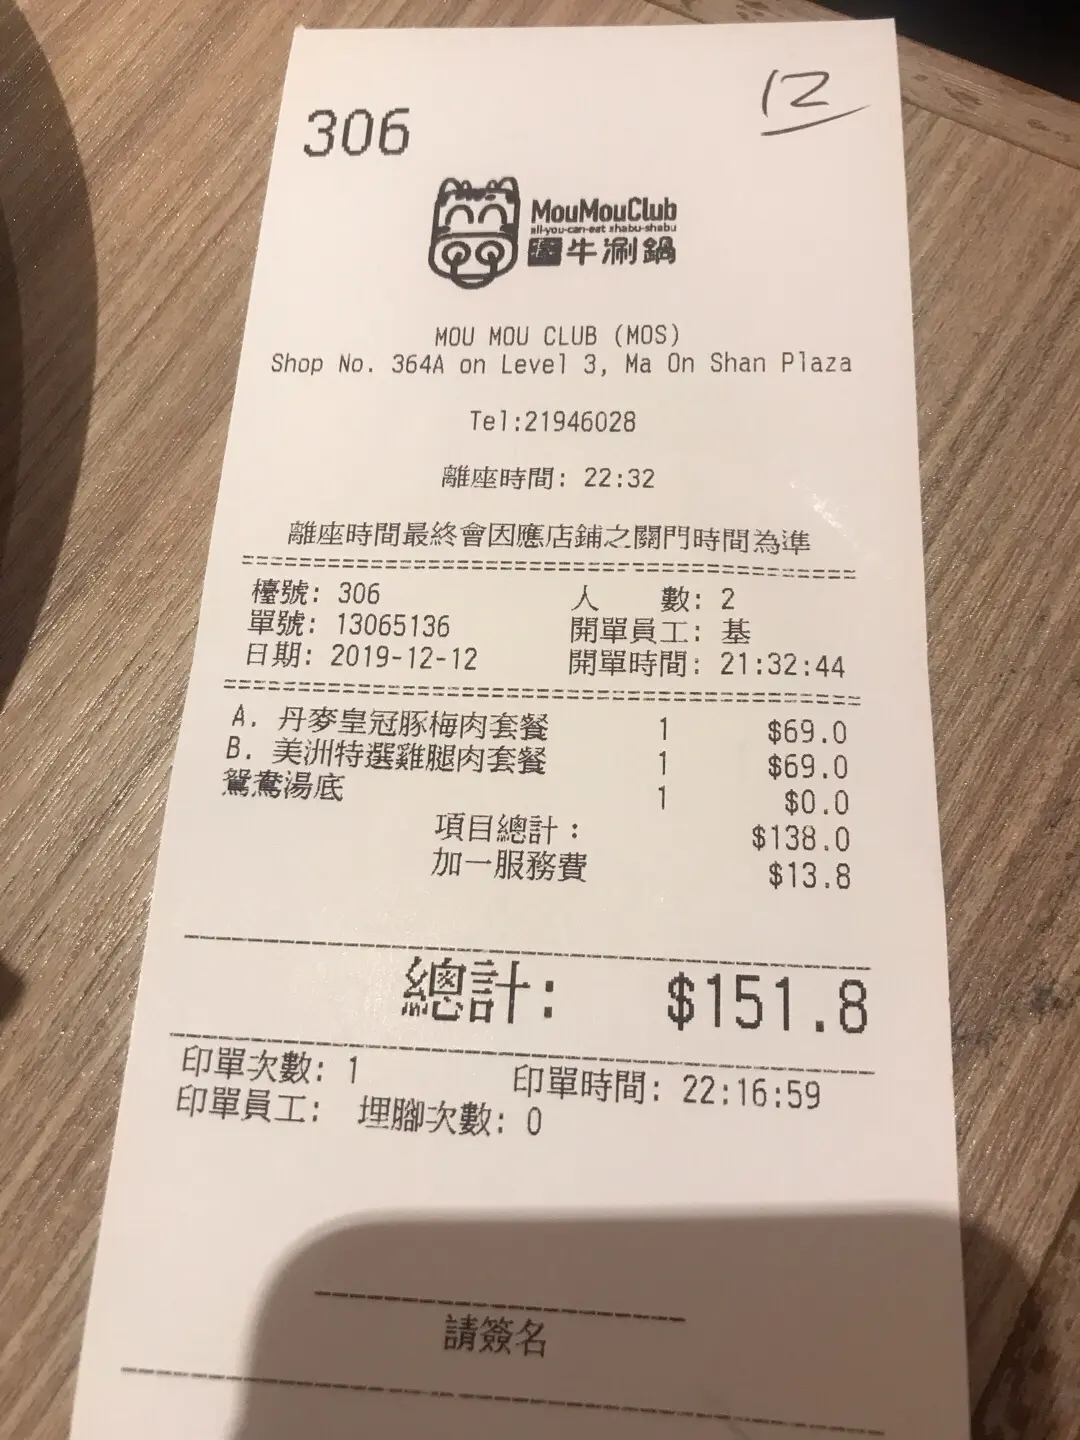 12
306
MouMouClub
all-you-can-eat shabu-shabu
牛涮鍋
MOU MOU CLUB (MOS)
Shop No. 364A on Level 3, Ma On Shan Plaza
Tel:21946028
離座時間: 22:32
離座時間最終會因應店鋪之關門時間為準
檯號: 306 人 數: 2
單號: 13065136 開單員工: 基
日期: 2019-12-12 開單時間: 21:32:44
A. 丹麥皇冠豚梅肉套餐 1 $69.0
B. 美洲特選雞腿肉套餐 1 $69.0
鴛鴦湯底 1 $0.0
項目總計: $138.0
加一服務費 $13.8
總計: $151.8
印單次數: 1 印單時間: 22:16:59
印單員工: 埋腳次數: 0
請簽名